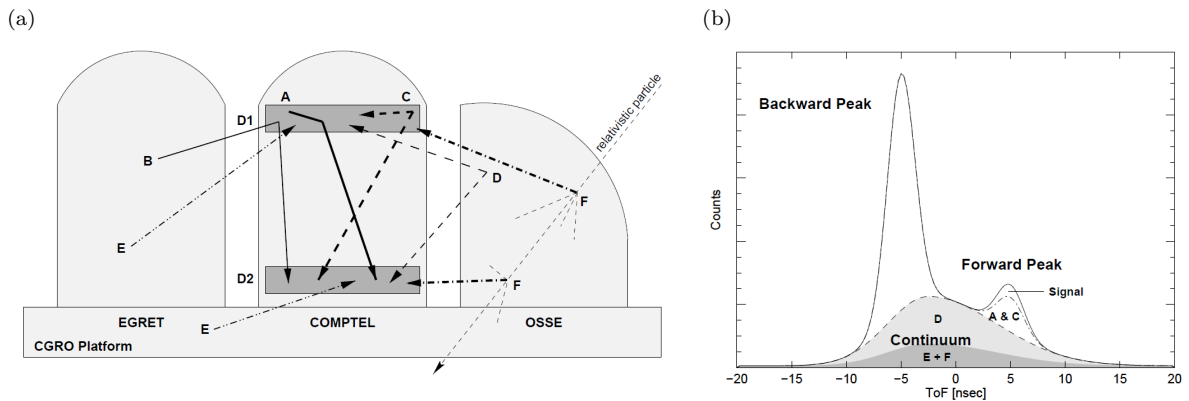 (a)
A
C
D1
B
relativistic particle
D
F
E
D2
F
E
EGRET
COMPTEL
OSSE
CGRO Platform
(b)
Backward Peak
Forward Peak
Signal
A & C
D
Continuum
E + F
Counts
−20 −15 −10 −5 0 5 10 15 20
ToF [nsec]